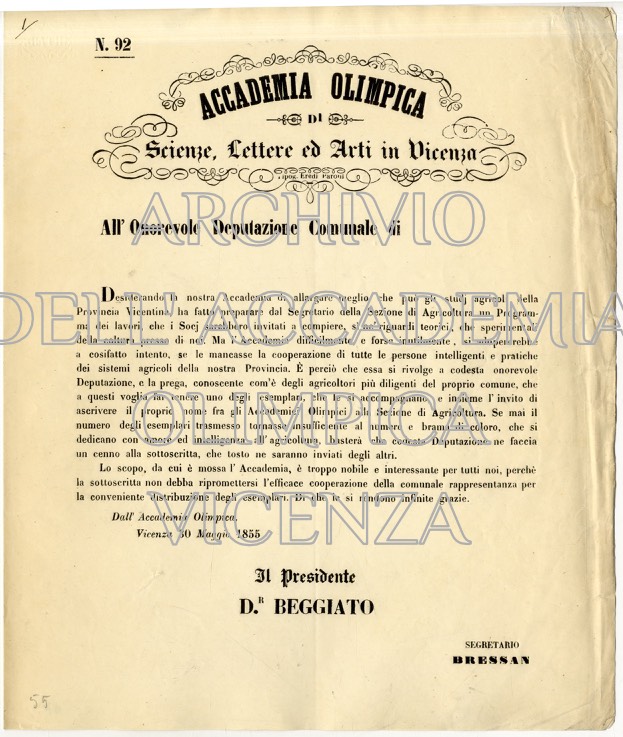 N. 92
ACCADEMIA OLIMPICA
DI
Scienze, Lettere ed Arti in Vicenza
Tipog. Eredi Paroni
All' Onorevole Deputazione Comunale di
Desiderando la nostra Accademia di allargare meglio che può gli studj agricoli della
Provincia Vicentina, ha fatto preparare dal Segretario della Sezione di Agricoltura un Program-
ma dei lavori, che i Socj sarebbero invitati a compiere, sì a riguardi teorici, che sperimentali
della coltura presso di noi. Ma l'Accademia difficilmente, e forse inutilmente, si adoprerebbe
a cosifatto intento, se le mancasse la cooperazione di tutte le persone intelligenti e pratiche
dei sistemi agricoli della nostra Provincia. È perciò che essa si rivolge a codesta onorevole
Deputazione, e la prega, conoscente com'è degli agricoltori più diligenti del proprio comune, che
a questi voglia far tenere uno degli esemplari, che si accompagnano, e insieme l'invito di
ascrivere il proprio nome fra gli Accademici Olimpici alla Sezione di Agricoltura. Se mai il
numero degli esemplari trasmesso tornasse insufficiente al numero e brama di coloro, che si
dedicano con amore ed intelligenza all'agricoltura, basterà che codesta Deputazione ne faccia
un cenno alla sottoscritta, che tosto ne saranno inviati degli altri.
Lo scopo, da cui è mossa l'Accademia, è troppo nobile e interessante per tutti noi, perchè
la sottoscritta non debba ripromettersi l'efficace cooperazione della comunale rappresentanza per
la conveniente distribuzione degli esemplari. Di che le si rendono infinite grazie.
Dall' Accademia Olimpica.
Vicenza 30 Maggio 1855
Il Presidente
D.R BEGGIATO
SEGRETARIO
BRESSAN
55
ARCHIVIO
DELL'ACCADEMIA
OLIMPICA
VICENZA
OLIMPICA
VICENZA